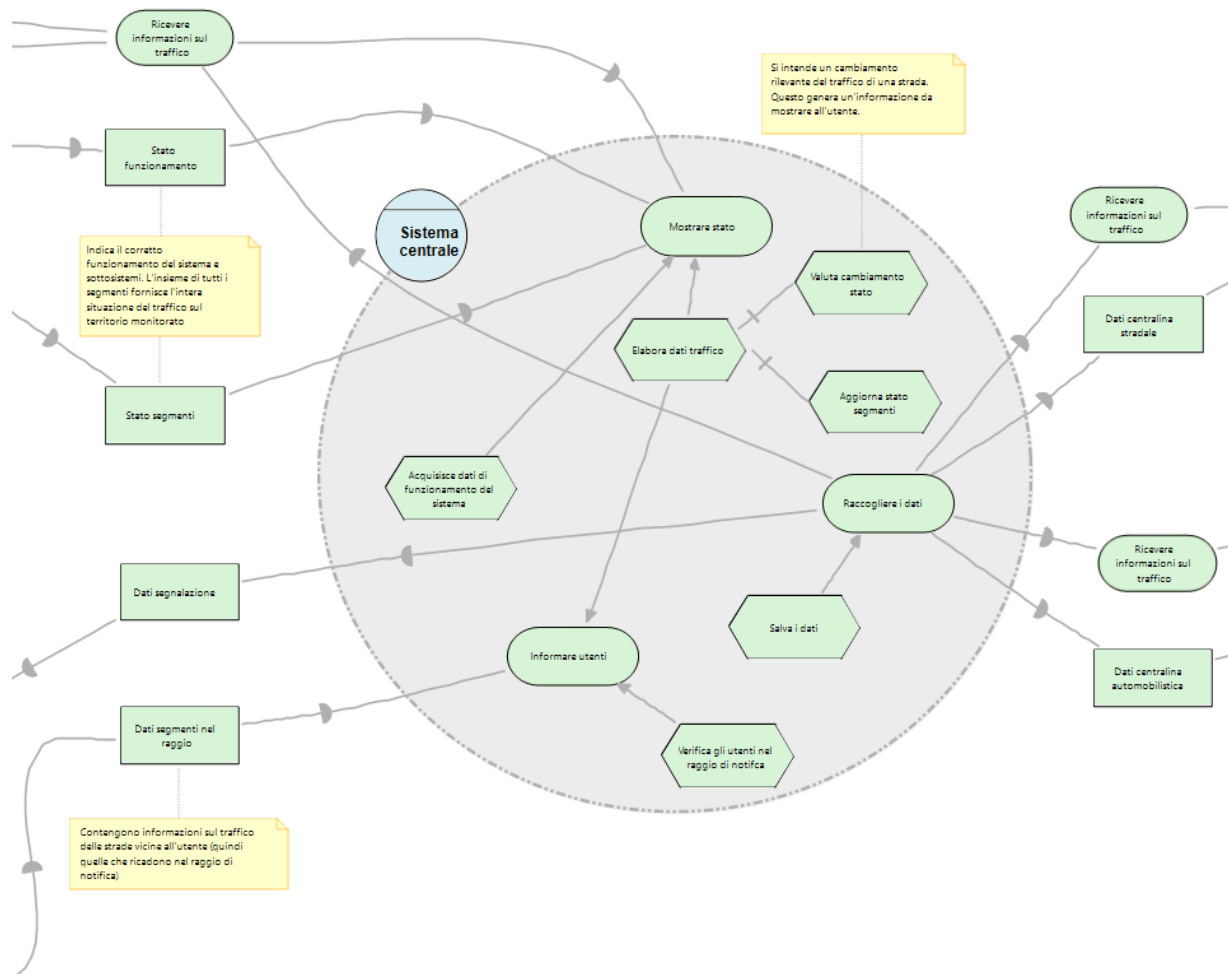 Ricevere
informazioni sul
traffico
Si intende un cambiamento
rilevante del traffico di una strada.
Questo genera un'informazione da
mostrare all'utente.
Stato
funzionamento
Sistema
centrale
Mostrare stato
Ricevere
informazioni sul
traffico
Indica il corretto
funzionamento del sistema e
sottosistemi. L'insieme di tutti i
segmenti fornisce l'intera
situazione del traffico sul
territorio monitorato
Valuta cambiamento
stato
Dati centralina
stradale
Elabora dati traffico
Stato segmenti
Aggiorna stato
segmenti
Acquisisce dati di
funzionamento del
sistema
Raccogliere i dati
Ricevere
informazioni sul
traffico
Dati segnalazione
Salva i dati
Informare utenti
Dati centralina
automobilistica
Dati segmenti nel
raggio
Verifica gli utenti nel
raggio di notifca
Contengono informazioni sul traffico
delle strade vicine all'utente (quindi
quelle che ricadono nel raggio di
notifica)